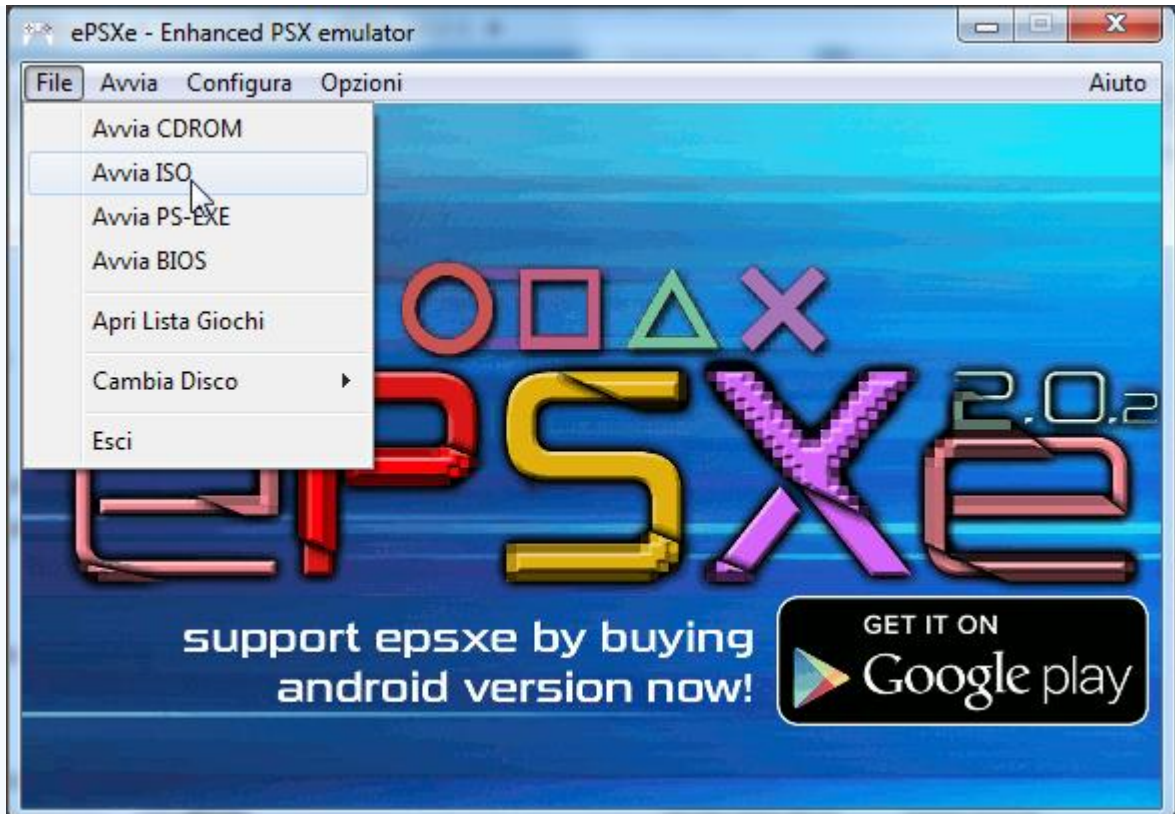 ePSXe - Enhanced PSX emulator
File Avvia Configura Opzioni Aiuto
Avvia CDROM
Avvia ISO
Avvia PS-EXE
Avvia BIOS
Apri Lista Giochi
Cambia Disco
Esci
ePSXe 2.0.2
support epsxe by buying
android version now!
GET IT ON
Google play